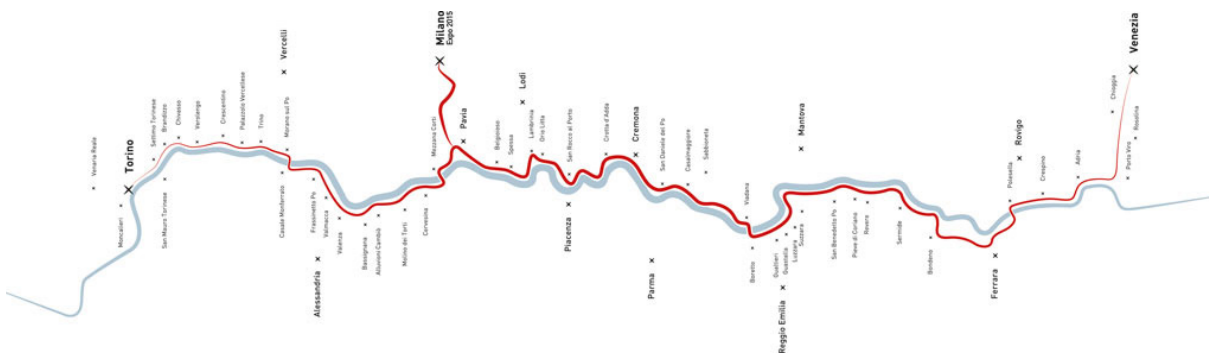 Venaria Reale
Moncalieri
Torino
Settimo Torinese
San Mauro Torinese
Brandizzo
Chivasso
Verolengo
Crescentino
Palazzolo Vercellese
Trino
Vercelli
Morano sul Po
Casale Monferrato
Frassinetto Po
Alessandria
Valmacca
Valenza
Bassignana
Alluvioni Cambiò
Molino dei Torti
Cervesina
Mezzana Corti
Milano
Expo 2015
Pavia
Belgioioso
Spessa
Lodi
Lambrinia
Orio Litta
San Rocco al Porto
Piacenza
Crotta d'Adda
Cremona
Parma
San Daniele del Po
Casalmaggiore
Sabbioneta
Viadana
Boretto
Gualtieri
Reggio Emilia
Guastalla
Luzzara
Suzzara
Mantova
San Benedetto Po
Pieve di Coriano
Revere
Sermide
Bondeno
Ferrara
Polesella
Rovigo
Crespino
Adria
Chioggia
Porto Viro
Rosolina
Venezia